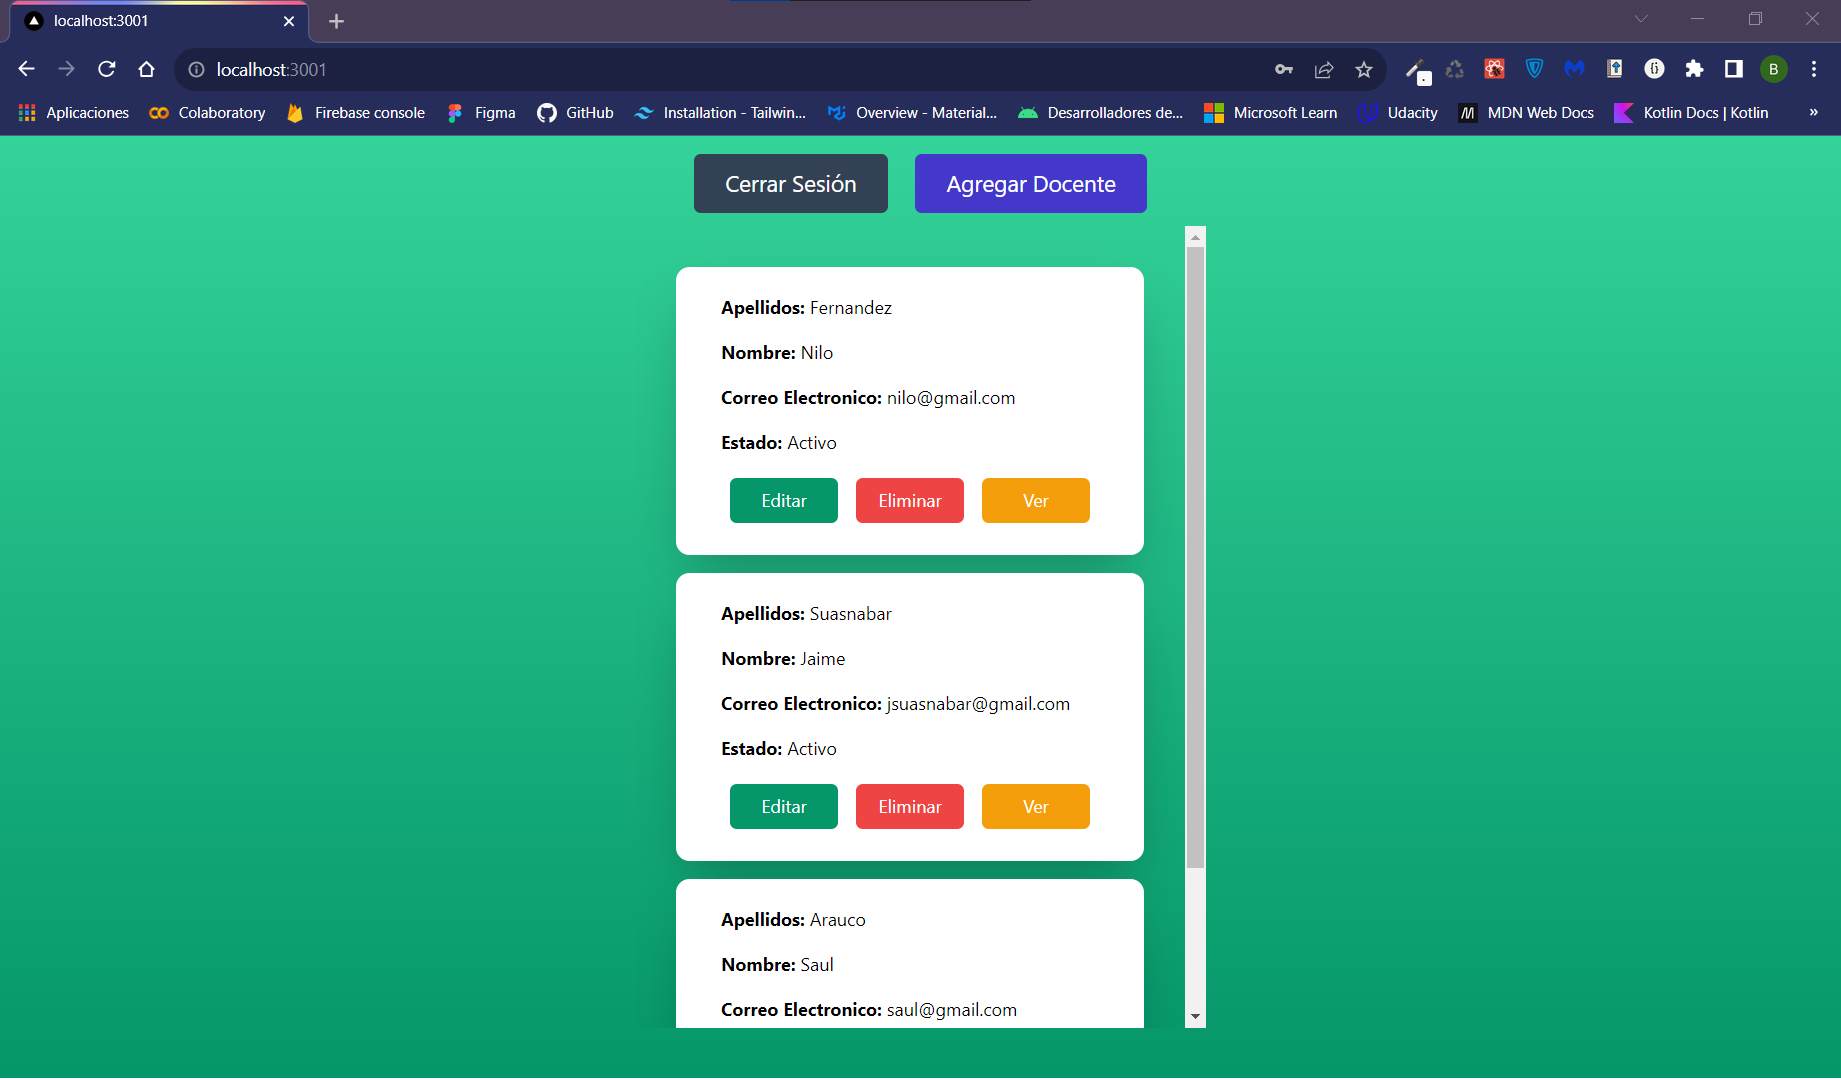 localhost:3001
localhost:3001
B
Aplicaciones
Colaboratory
Firebase console
Figma
GitHub
Installation - Tailwin...
Overview - Material...
Desarrolladores de...
Microsoft Learn
Udacity
MDN Web Docs
Kotlin Docs | Kotlin
»
Cerrar Sesión
Agregar Docente
Apellidos: Fernandez
Nombre: Nilo
Correo Electronico: nilo@gmail.com
Estado: Activo
Editar
Eliminar
Ver
Apellidos: Suasnabar
Nombre: Jaime
Correo Electronico: jsuasnabar@gmail.com
Estado: Activo
Editar
Eliminar
Ver
Apellidos: Arauco
Nombre: Saul
Correo Electronico: saul@gmail.com